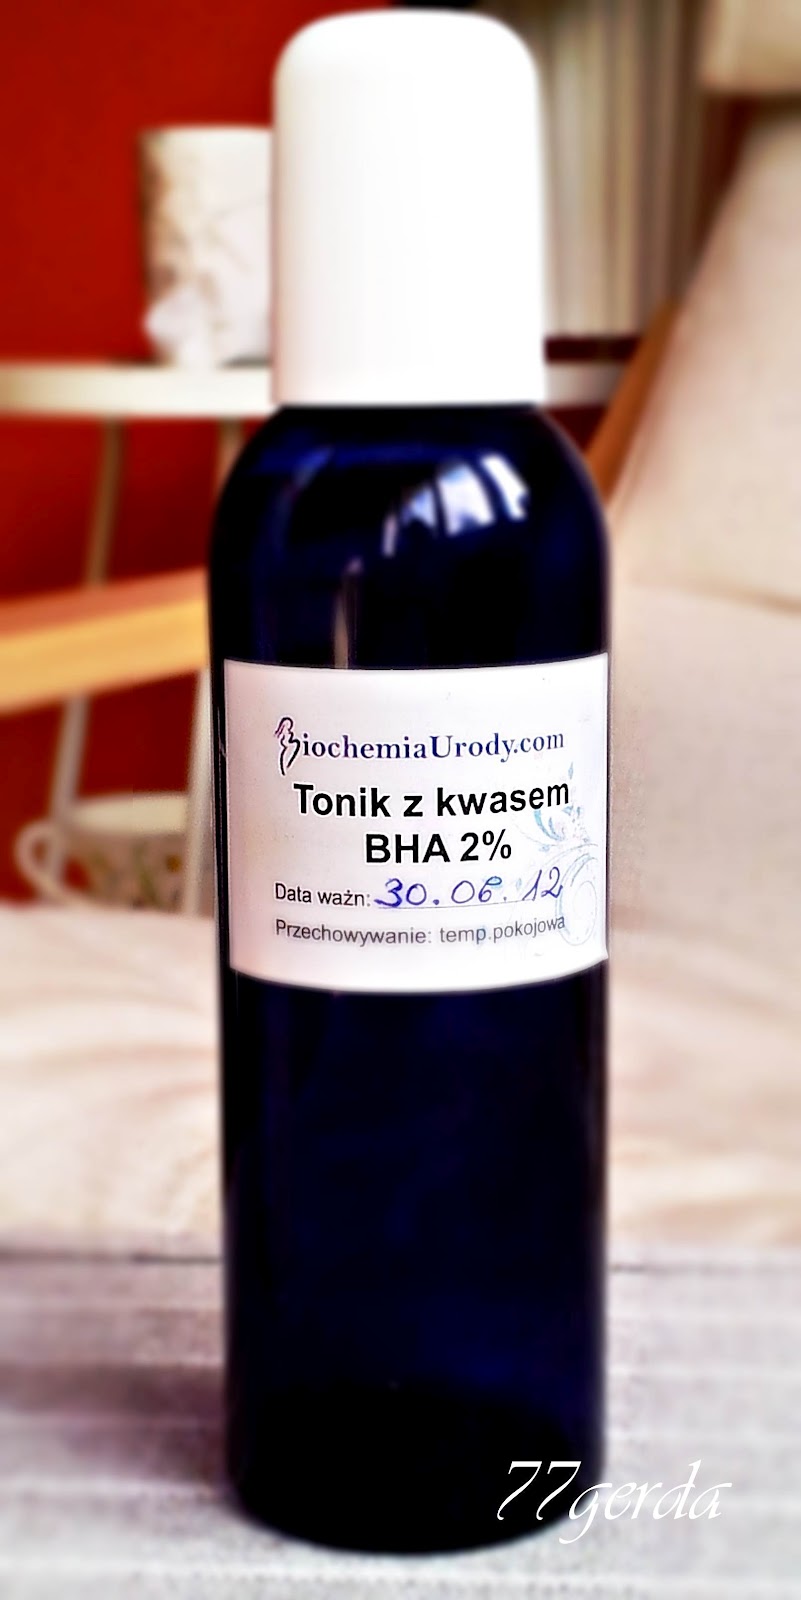 BiochemiaUrody.com
Tonik z kwasem
BHA 2%
Data ważn: 30.06.12
Przechowywanie: temp.pokojowa
77gerda